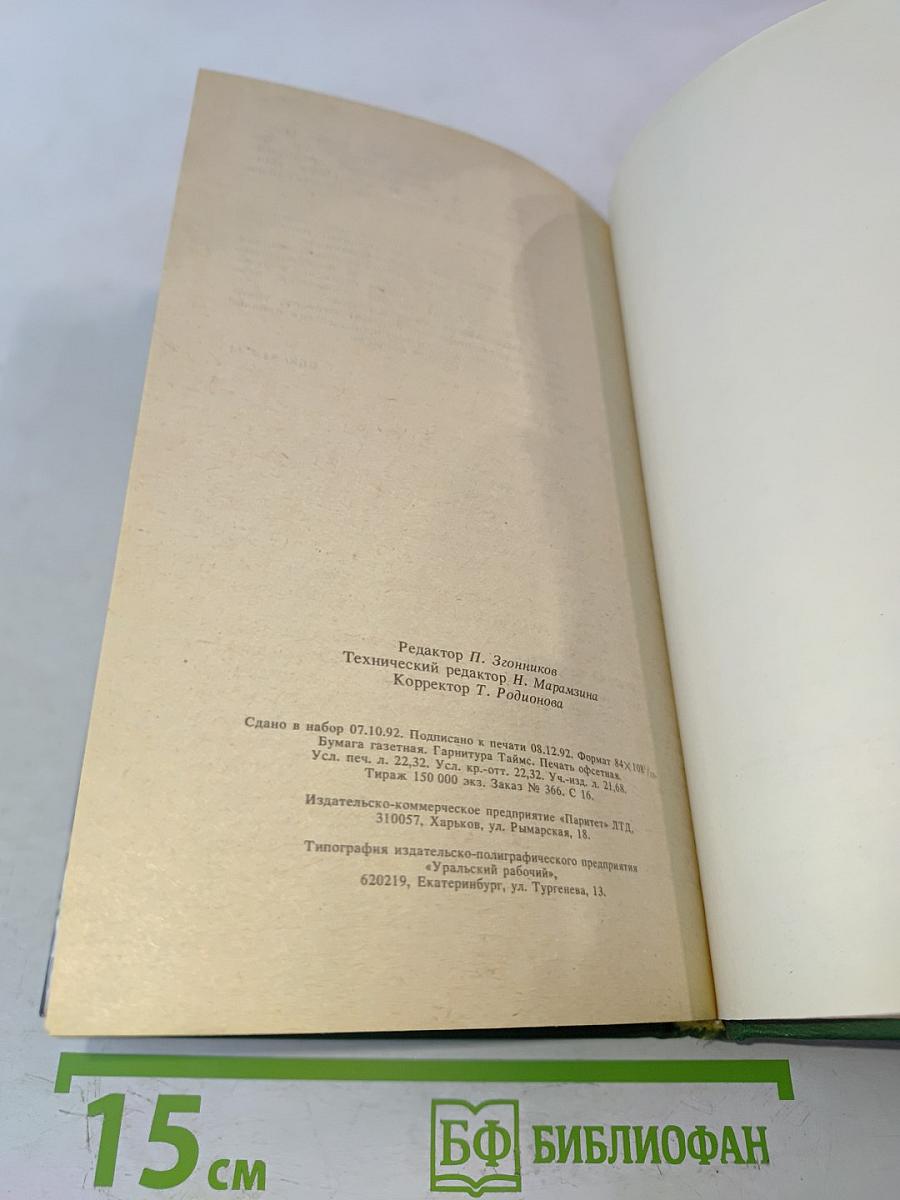 Редактор П. Згонников
Технический редактор Н. Марамзина
Корректор Т. Родионова
Сдано в набор 07.10.92. Подписано к печати 08.12.92. Формат 84×108
Бумага газетная. Гарнитура Таймс. Печать офсетная.
Усл. печ. л. 22,32. Усл. кр.-отт. 22,32. Уч.-изд. л. 21,68.
Тираж 150 000 экз. Заказ № 366. С 16.
Издательско-коммерческое предприятие «Паритет» ЛТД,
310057, Харьков, ул. Рымарская, 18.
Типография издательско-полиграфического предприятия
«Уральский рабочий»,
620219, Екатеринбург, ул. Тургенева, 13.
15 см
БФ БИБЛИОФАН